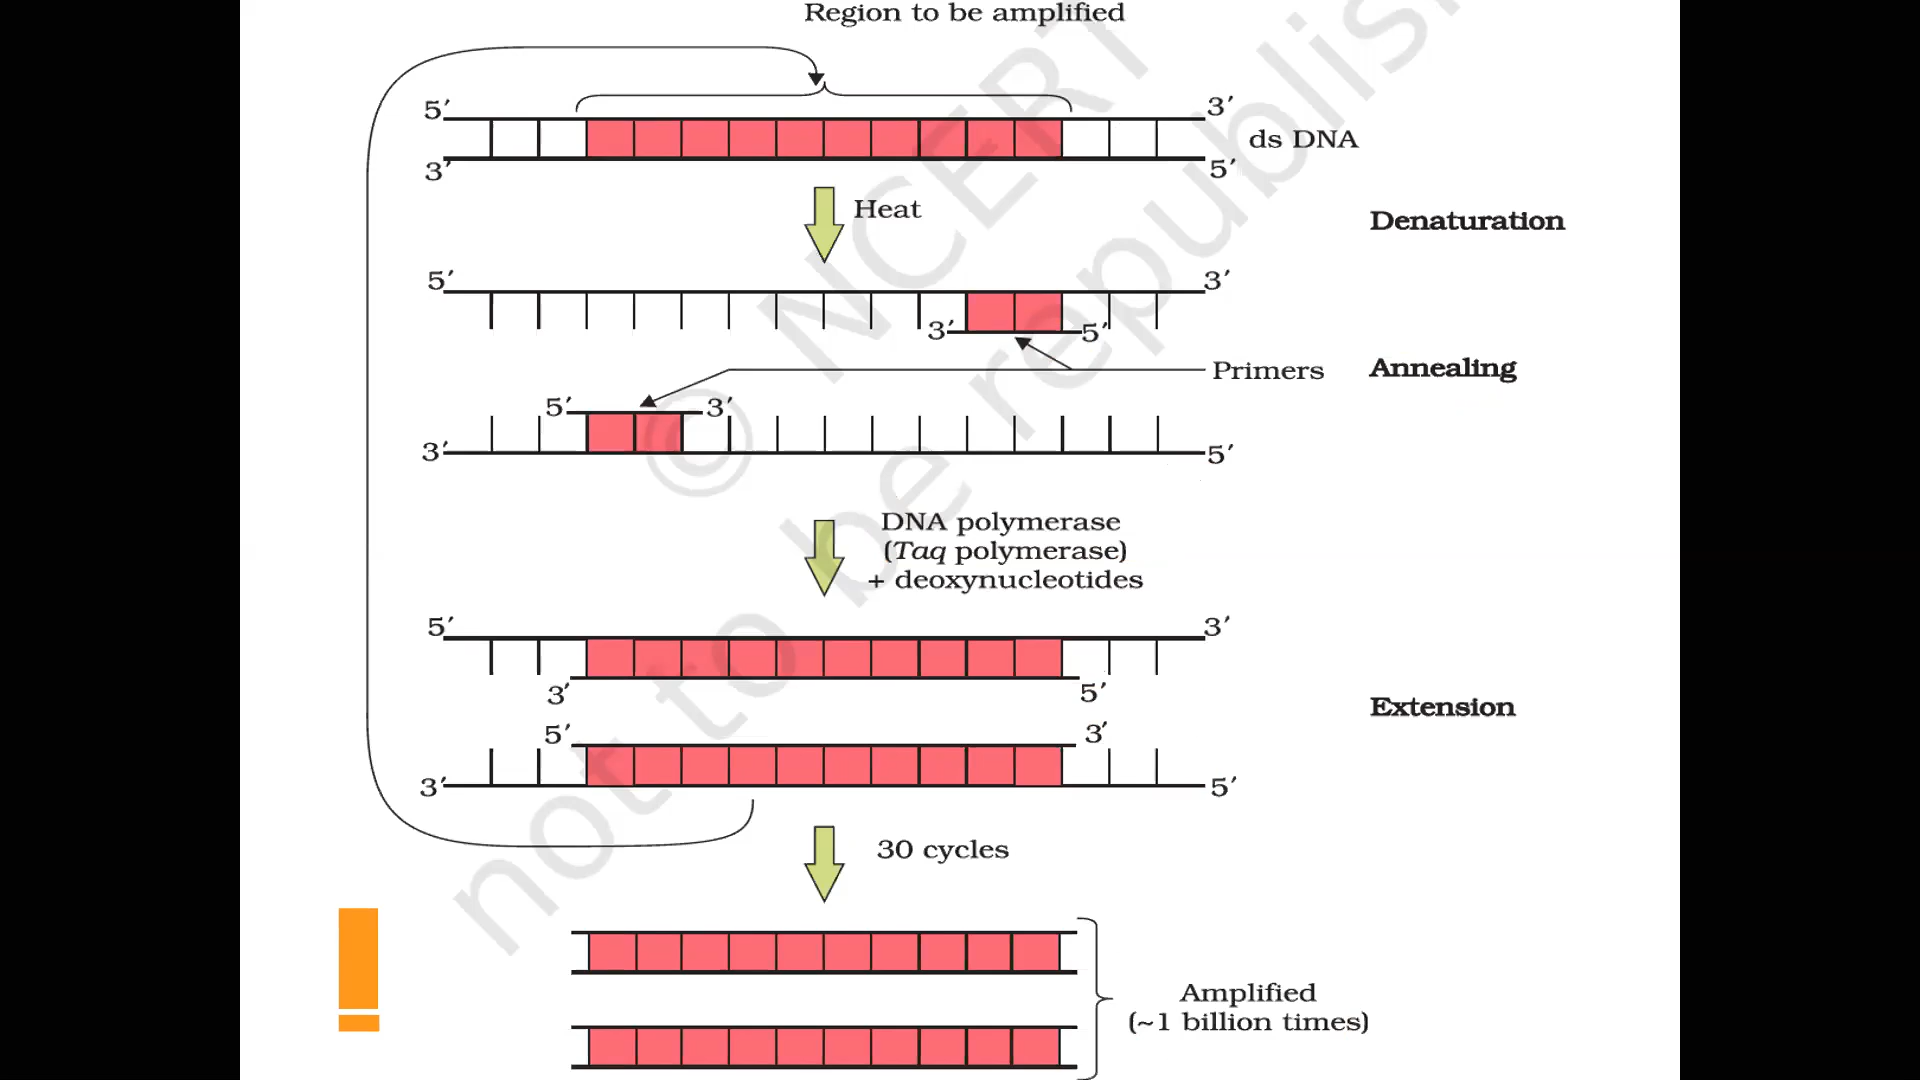 Region to be amplified
5′ 3′
ds DNA
3′ 5′
Heat
Denaturation
5′ 3′
3′ 5′
Primers Annealing
5′ 3′
3′ 5′
DNA polymerase
(Taq polymerase)
+ deoxynucleotides
5′ 3′
3′ 5′
Extension
5′ 3′
3′ 5′
30 cycles
Amplified
(~1 billion times)
© NCERT
not to be republish